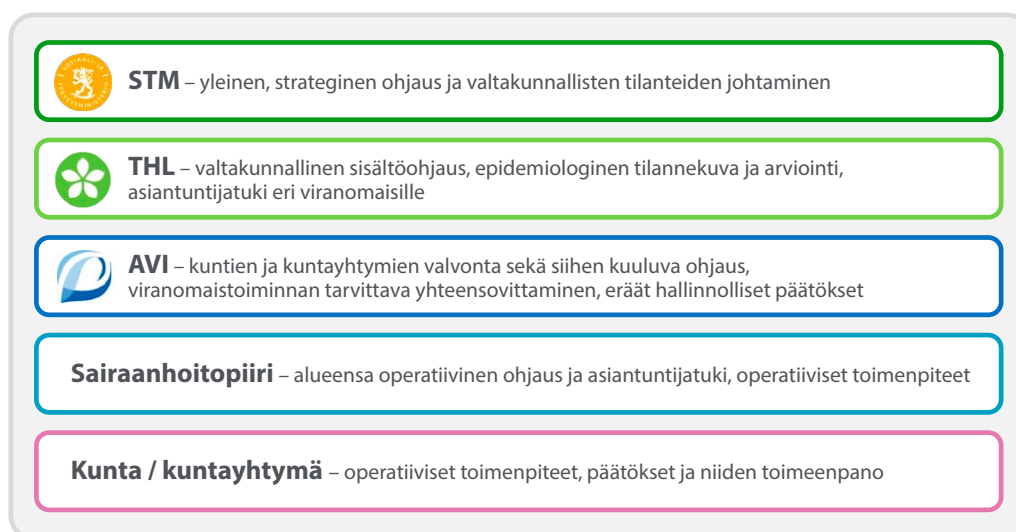 STM – yleinen, strateginen ohjaus ja valtakunnallisten tilanteiden johtaminen
THL – valtakunnallinen sisältöohjaus, epidemiologinen tilannekuva ja arviointi,
asiantuntijatuki eri viranomaisille
AVI – kuntien ja kuntayhtymien valvonta sekä siihen kuuluva ohjaus,
viranomaistoiminnan tarvittava yhteensovittaminen, eräät hallinnolliset päätökset
Sairaanhoitopiiri – alueensa operatiivinen ohjaus ja asiantuntijatuki, operatiiviset toimenpiteet
Kunta / kuntayhtymä – operatiiviset toimenpiteet, päätökset ja niiden toimeenpano